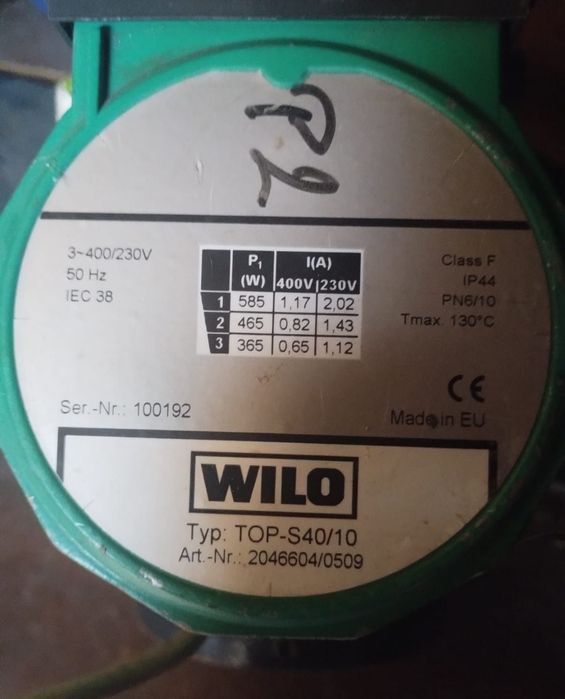 P2
3~400/230V
50 Hz
IEC 38
P1 I(A)
(W) 400V 230V
1 585 1,17 2,02
2 465 0,82 1,43
3 365 0,65 1,12
Class F
IP44
PN6/10
Tmax. 130°C
Ser.-Nr.: 100192
CE
Made in EU
WILO
Typ: TOP-S40/10
Art.-Nr.: 2046604/0509